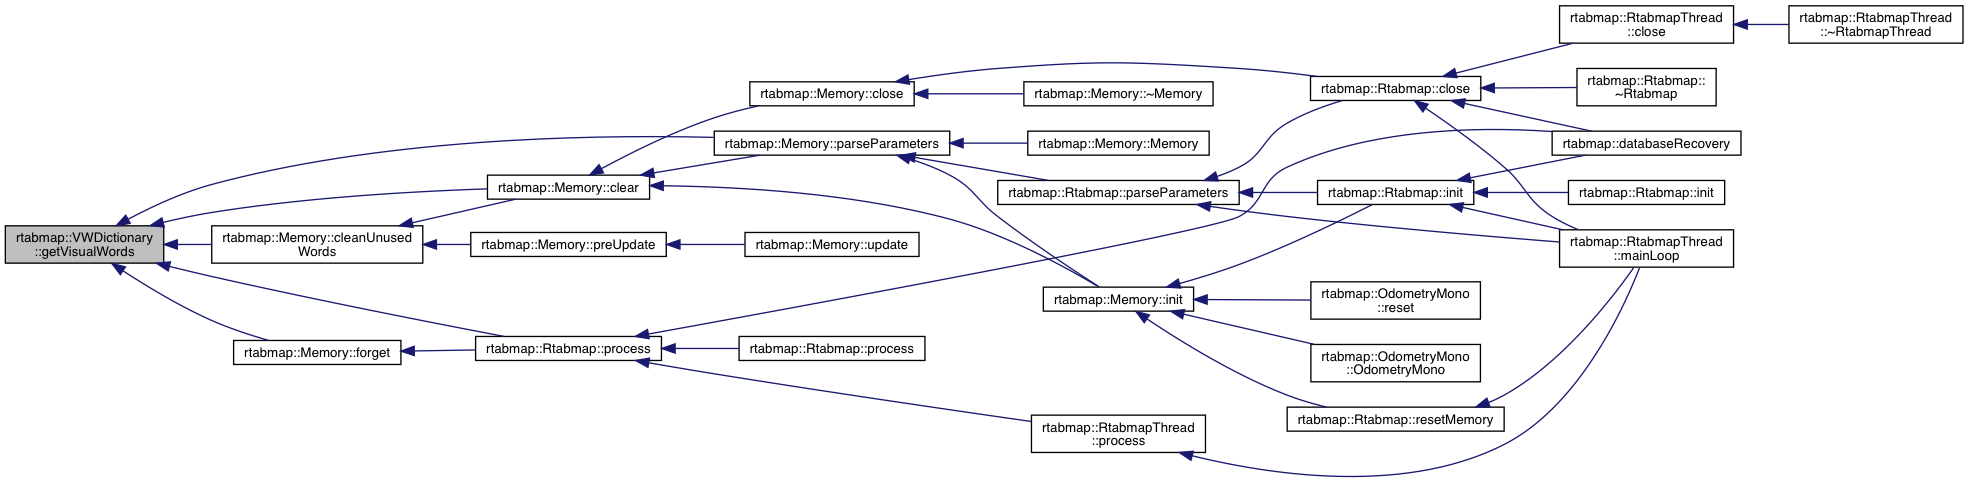 rtabmap::VWDictionary
::getVisualWords
rtabmap::Memory::cleanUnused
Words
rtabmap::Memory::forget
rtabmap::Memory::clear
rtabmap::Memory::preUpdate
rtabmap::Rtabmap::process
rtabmap::Memory::close
rtabmap::Memory::parseParameters
rtabmap::Memory::update
rtabmap::Rtabmap::process
rtabmap::Memory::~Memory
rtabmap::Memory::Memory
rtabmap::Rtabmap::parseParameters
rtabmap::Memory::init
rtabmap::RtabmapThread
::process
rtabmap::Rtabmap::close
rtabmap::Rtabmap::init
rtabmap::OdometryMono
::reset
rtabmap::OdometryMono
::OdometryMono
rtabmap::Rtabmap::resetMemory
rtabmap::RtabmapThread
::close
rtabmap::Rtabmap::
~Rtabmap
rtabmap::databaseRecovery
rtabmap::Rtabmap::init
rtabmap::RtabmapThread
::mainLoop
rtabmap::RtabmapThread
::~RtabmapThread